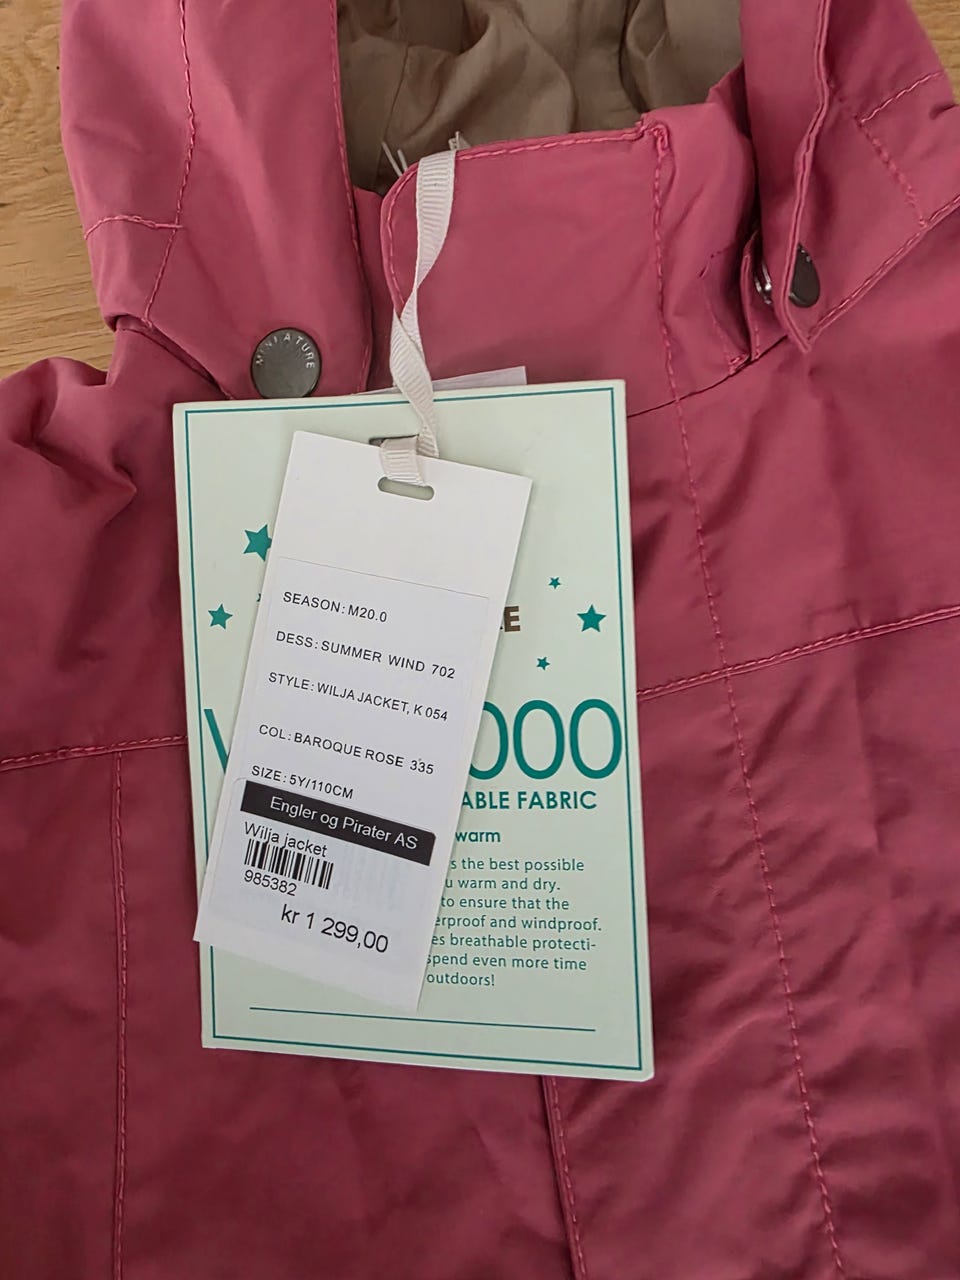 MINIATURE
SEASON: M20.0
DESS: SUMMER WIND 702
STYLE: WILJA JACKET, K 054
COL: BAROQUE ROSE 335
SIZE: 5Y/110CM
Engler og Pirater AS
Wilja jacket
985382
kr 1 299,00
E
000
ABLE FABRIC
warm
s the best possible
u warm and dry.
to ensure that the
erproof and windproof.
es breathable protecti-
spend even more time
outdoors!